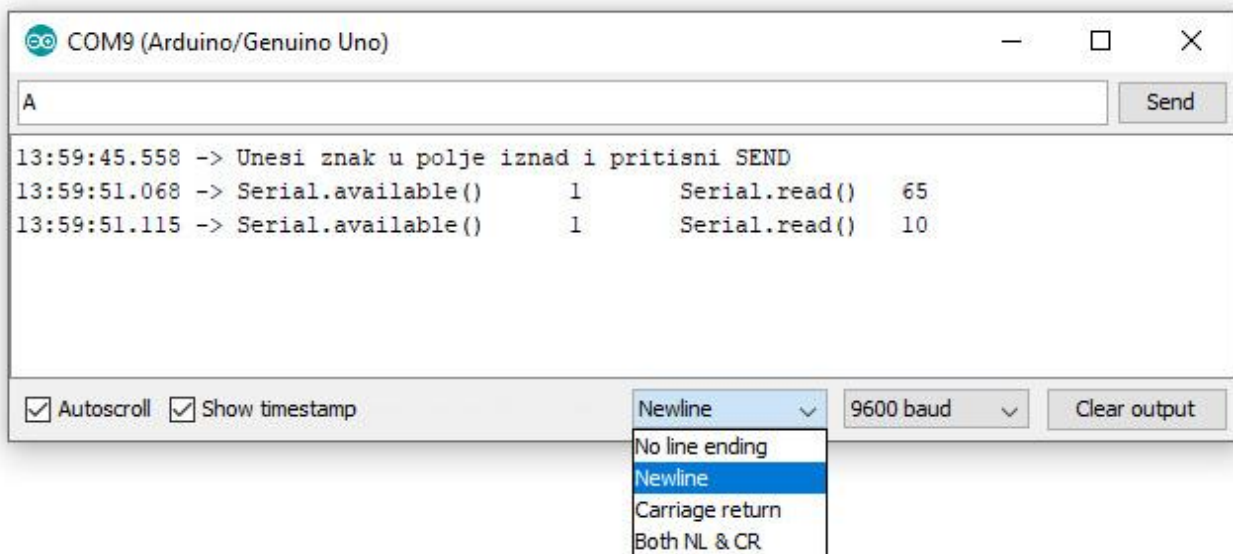 COM9 (Arduino/Genuino Uno)
A
Send
13:59:45.558 -> Unesi znak u polje iznad i pritisni SEND
13:59:51.068 -> Serial.available() 1 Serial.read() 65
13:59:51.115 -> Serial.available() 1 Serial.read() 10
Autoscroll Show timestamp Newline 9600 baud Clear output
No line ending
Newline
Carriage return
Both NL & CR